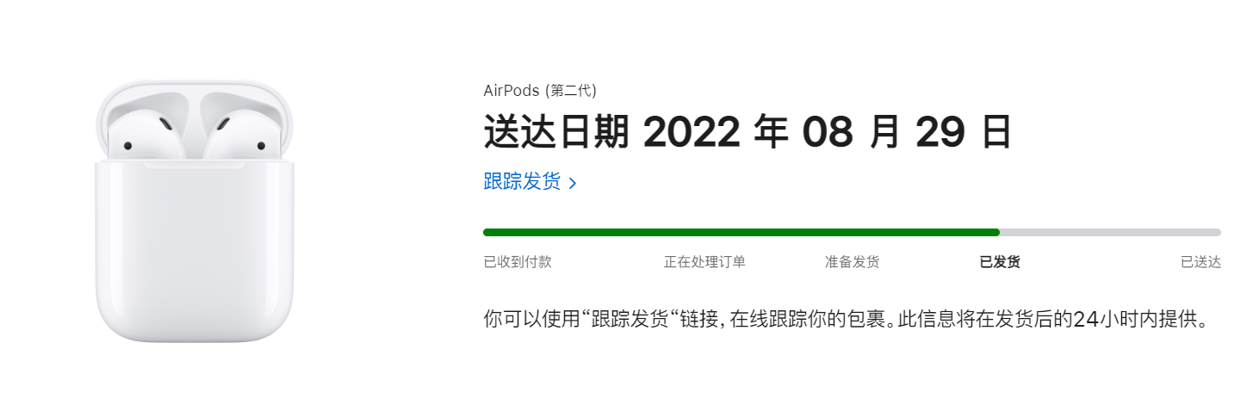 AirPods (第二代)
送达日期 2022 年 08 月 29 日
跟踪发货 >
已收到付款 正在处理订单 准备发货 已发货 已送达
你可以使用“跟踪发货“链接，在线跟踪你的包裹。此信息将在发货后的24小时内提供。